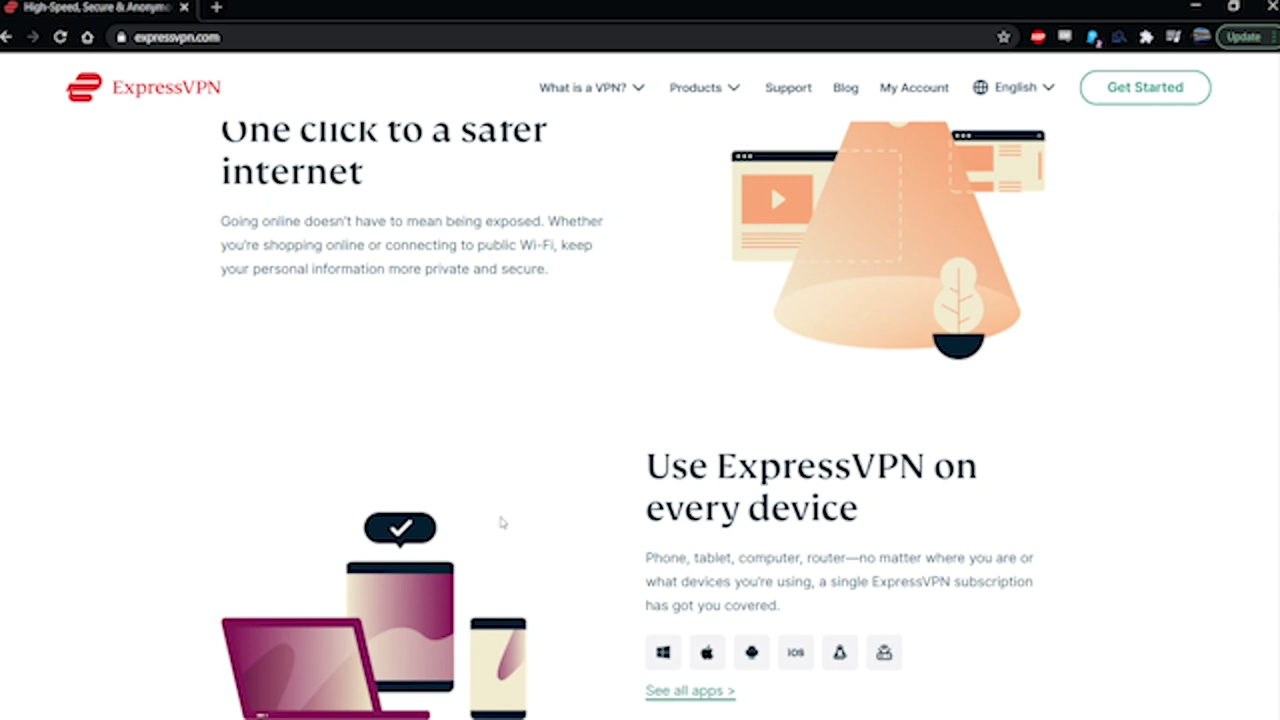 High-Speed, Secure & Anonymo
expressvpn.com
Update
ExpressVPN
What is a VPN?
Products
Support
Blog
My Account
English
Get Started
One click to a safer
internet
Going online doesn't have to mean being exposed. Whether
you're shopping online or connecting to public Wi-Fi, keep
your personal information more private and secure.
Use ExpressVPN on
every device
Phone, tablet, computer, router—no matter where you are or
what devices you're using, a single ExpressVPN subscription
has got you covered.
iOS
See all apps >